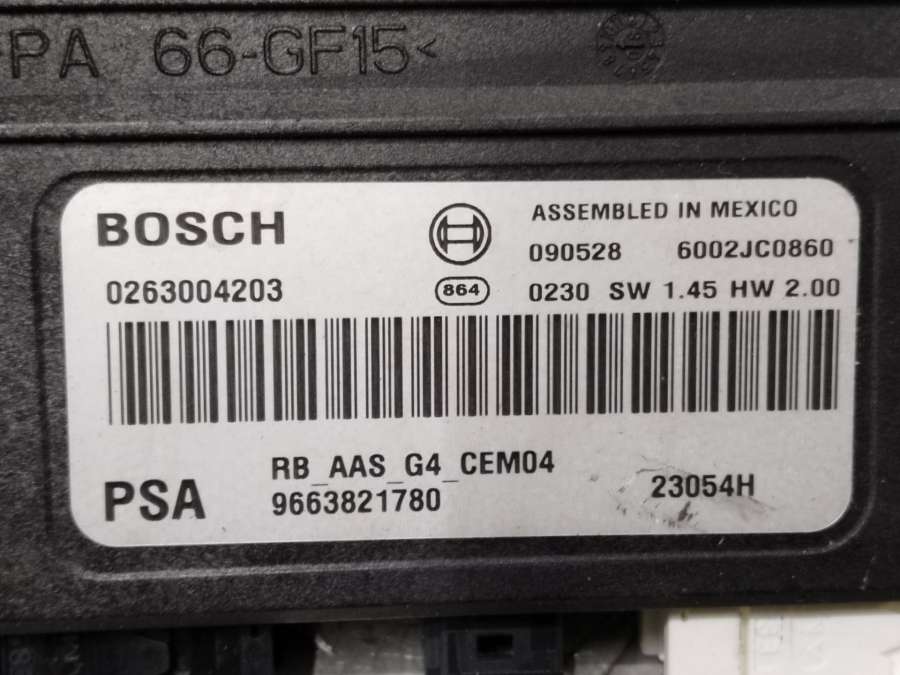 PA 66-GF15<
BOSCH
ASSEMBLED IN MEXICO
090528 6002JC0860
0263004203
864
0230 SW 1.45 HW 2.00
RB_AAS_G4_CEM04
PSA
9663821780
23054H